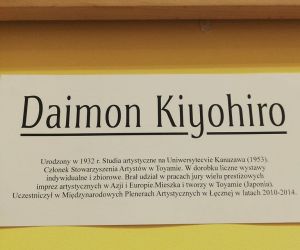 Daimon Kiyohiro
Urodzony w 1932 r. Studia artystyczne na Uniwersytecvie Kanazawa (1953).
Członek Stowarzyszenia Artystów w Toyamie. W dorobku liczne wystawy
indywidualne i zbiorowe. Brał udział w pracach jury wielu prestiżowych
imprez artystycznych w Azji i Europie.Mieszka i tworzy w Toyamie (Japonia).
Uczestniczył w Międzynarodowych Plenerach Artystycznych w Łęcznej w latach 2010-2014.